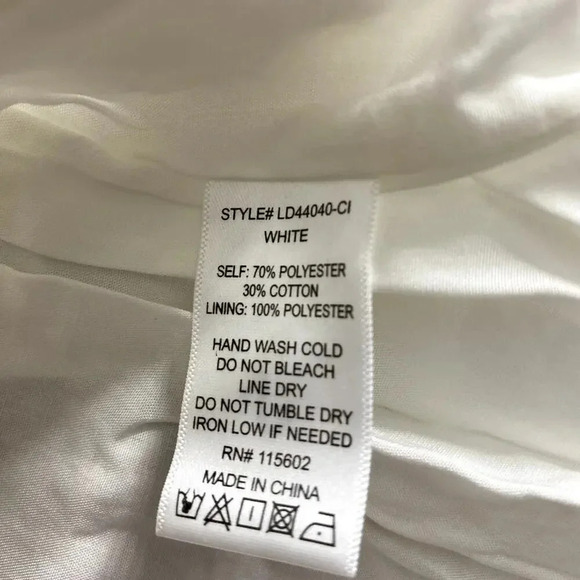 STYLE# LD44040-CI
WHITE
SELF: 70% POLYESTER
30% COTTON
LINING: 100% POLYESTER
HAND WASH COLD
DO NOT BLEACH
LINE DRY
DO NOT TUMBLE DRY
IRON LOW IF NEEDED
RN# 115602
MADE IN CHINA